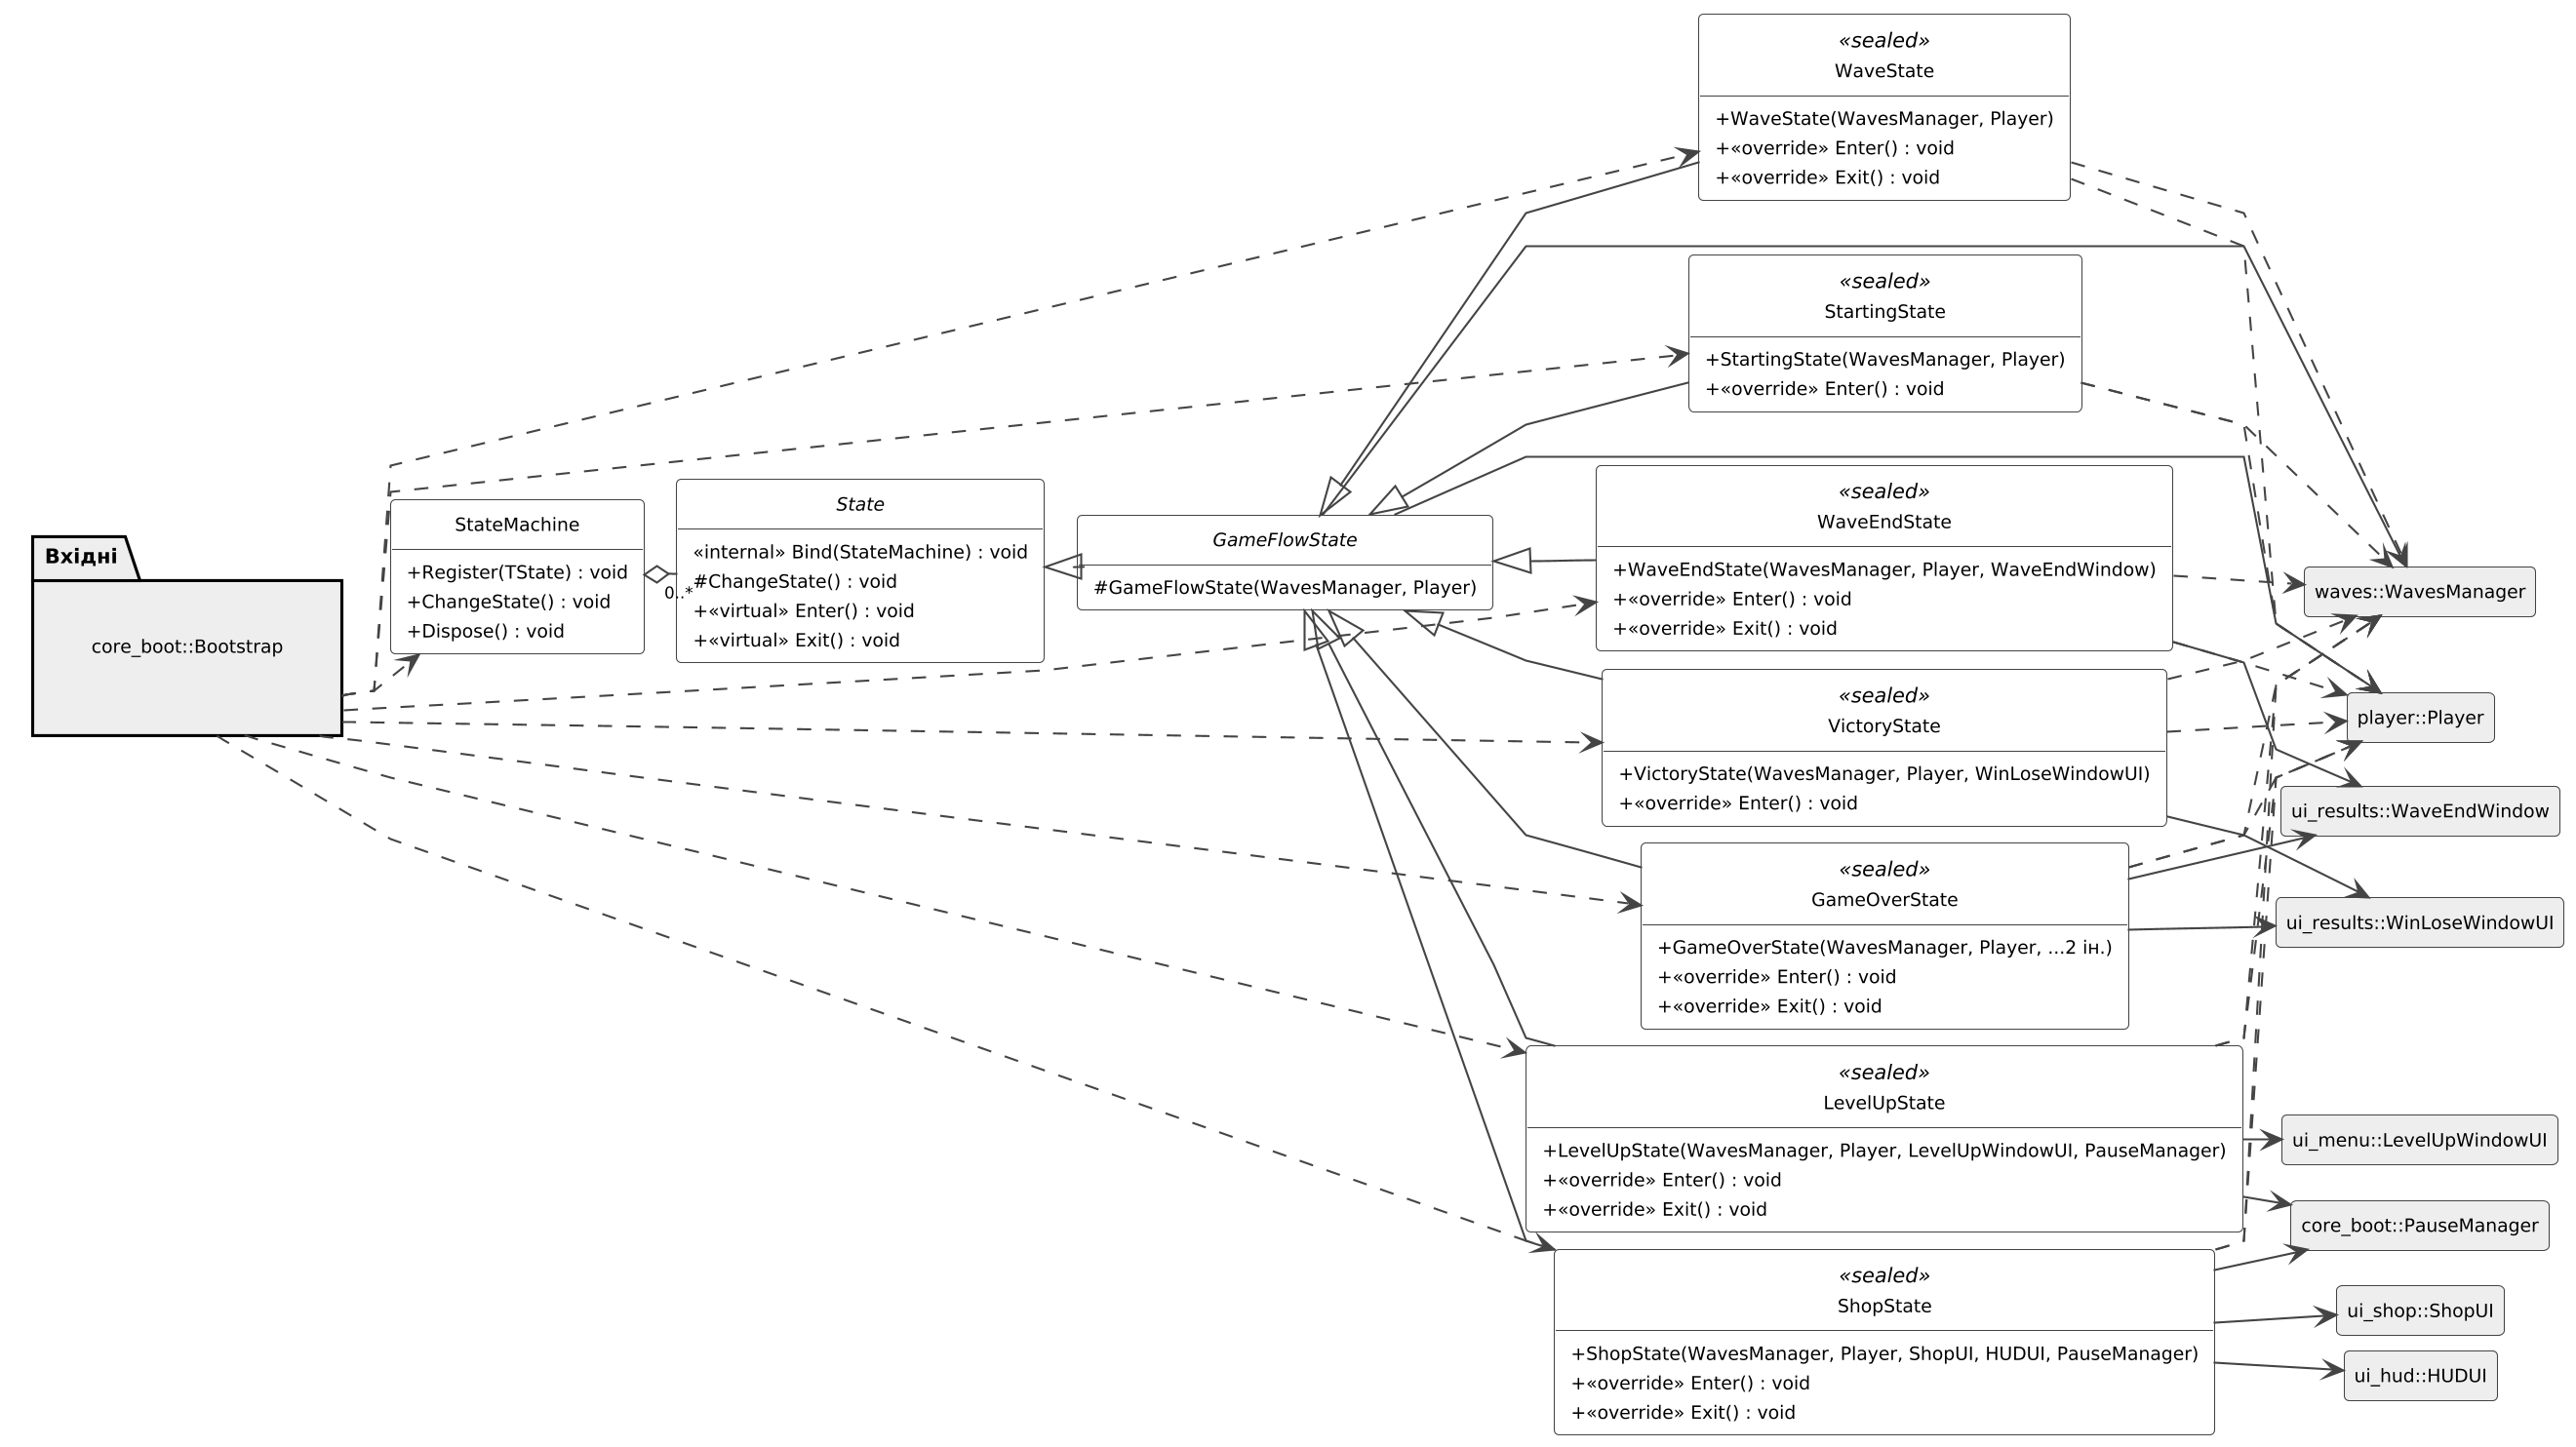 Вхідні
core_boot::Bootstrap
StateMachine
+Register(TState) : void
+ChangeState() : void
+Dispose() : void
0..*
State
«internal» Bind(StateMachine) : void
#ChangeState() : void
+«virtual» Enter() : void
+«virtual» Exit() : void
GameFlowState
#GameFlowState(WavesManager, Player)
«sealed»
WaveState
+WaveState(WavesManager, Player)
+«override» Enter() : void
+«override» Exit() : void
«sealed»
StartingState
+StartingState(WavesManager, Player)
+«override» Enter() : void
«sealed»
WaveEndState
+WaveEndState(WavesManager, Player, WaveEndWindow)
+«override» Enter() : void
+«override» Exit() : void
«sealed»
VictoryState
+VictoryState(WavesManager, Player, WinLoseWindowUI)
+«override» Enter() : void
«sealed»
GameOverState
+GameOverState(WavesManager, Player, ...2 ін.)
+«override» Enter() : void
+«override» Exit() : void
«sealed»
LevelUpState
+LevelUpState(WavesManager, Player, LevelUpWindowUI, PauseManager)
+«override» Enter() : void
+«override» Exit() : void
«sealed»
ShopState
+ShopState(WavesManager, Player, ShopUI, HUDUI, PauseManager)
+«override» Enter() : void
+«override» Exit() : void
waves::WavesManager
player::Player
ui_results::WaveEndWindow
ui_results::WinLoseWindowUI
ui_menu::LevelUpWindowUI
core_boot::PauseManager
ui_shop::ShopUI
ui_hud::HUDUI